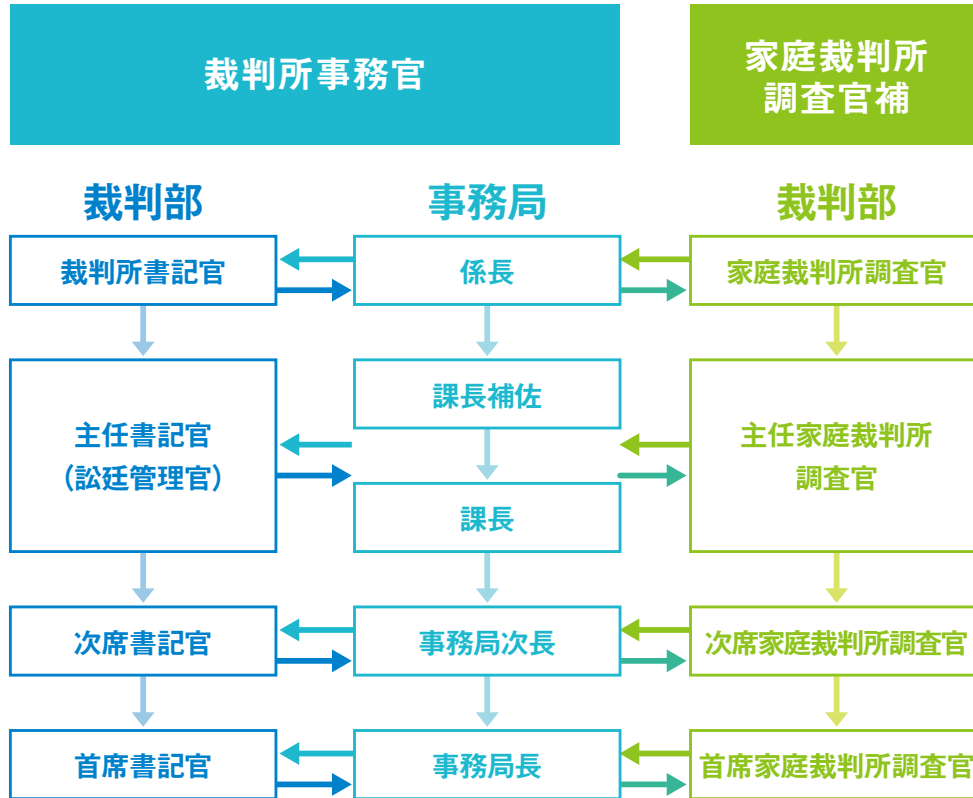 裁判所事務官
家庭裁判所
調査官補
裁判部
事務局
裁判部
裁判所書記官
係長
家庭裁判所調査官
主任書記官
（訟廷管理官）
課長補佐
課長
主任家庭裁判所
調査官
次席書記官
事務局次長
次席家庭裁判所調査官
首席書記官
事務局長
首席家庭裁判所調査官